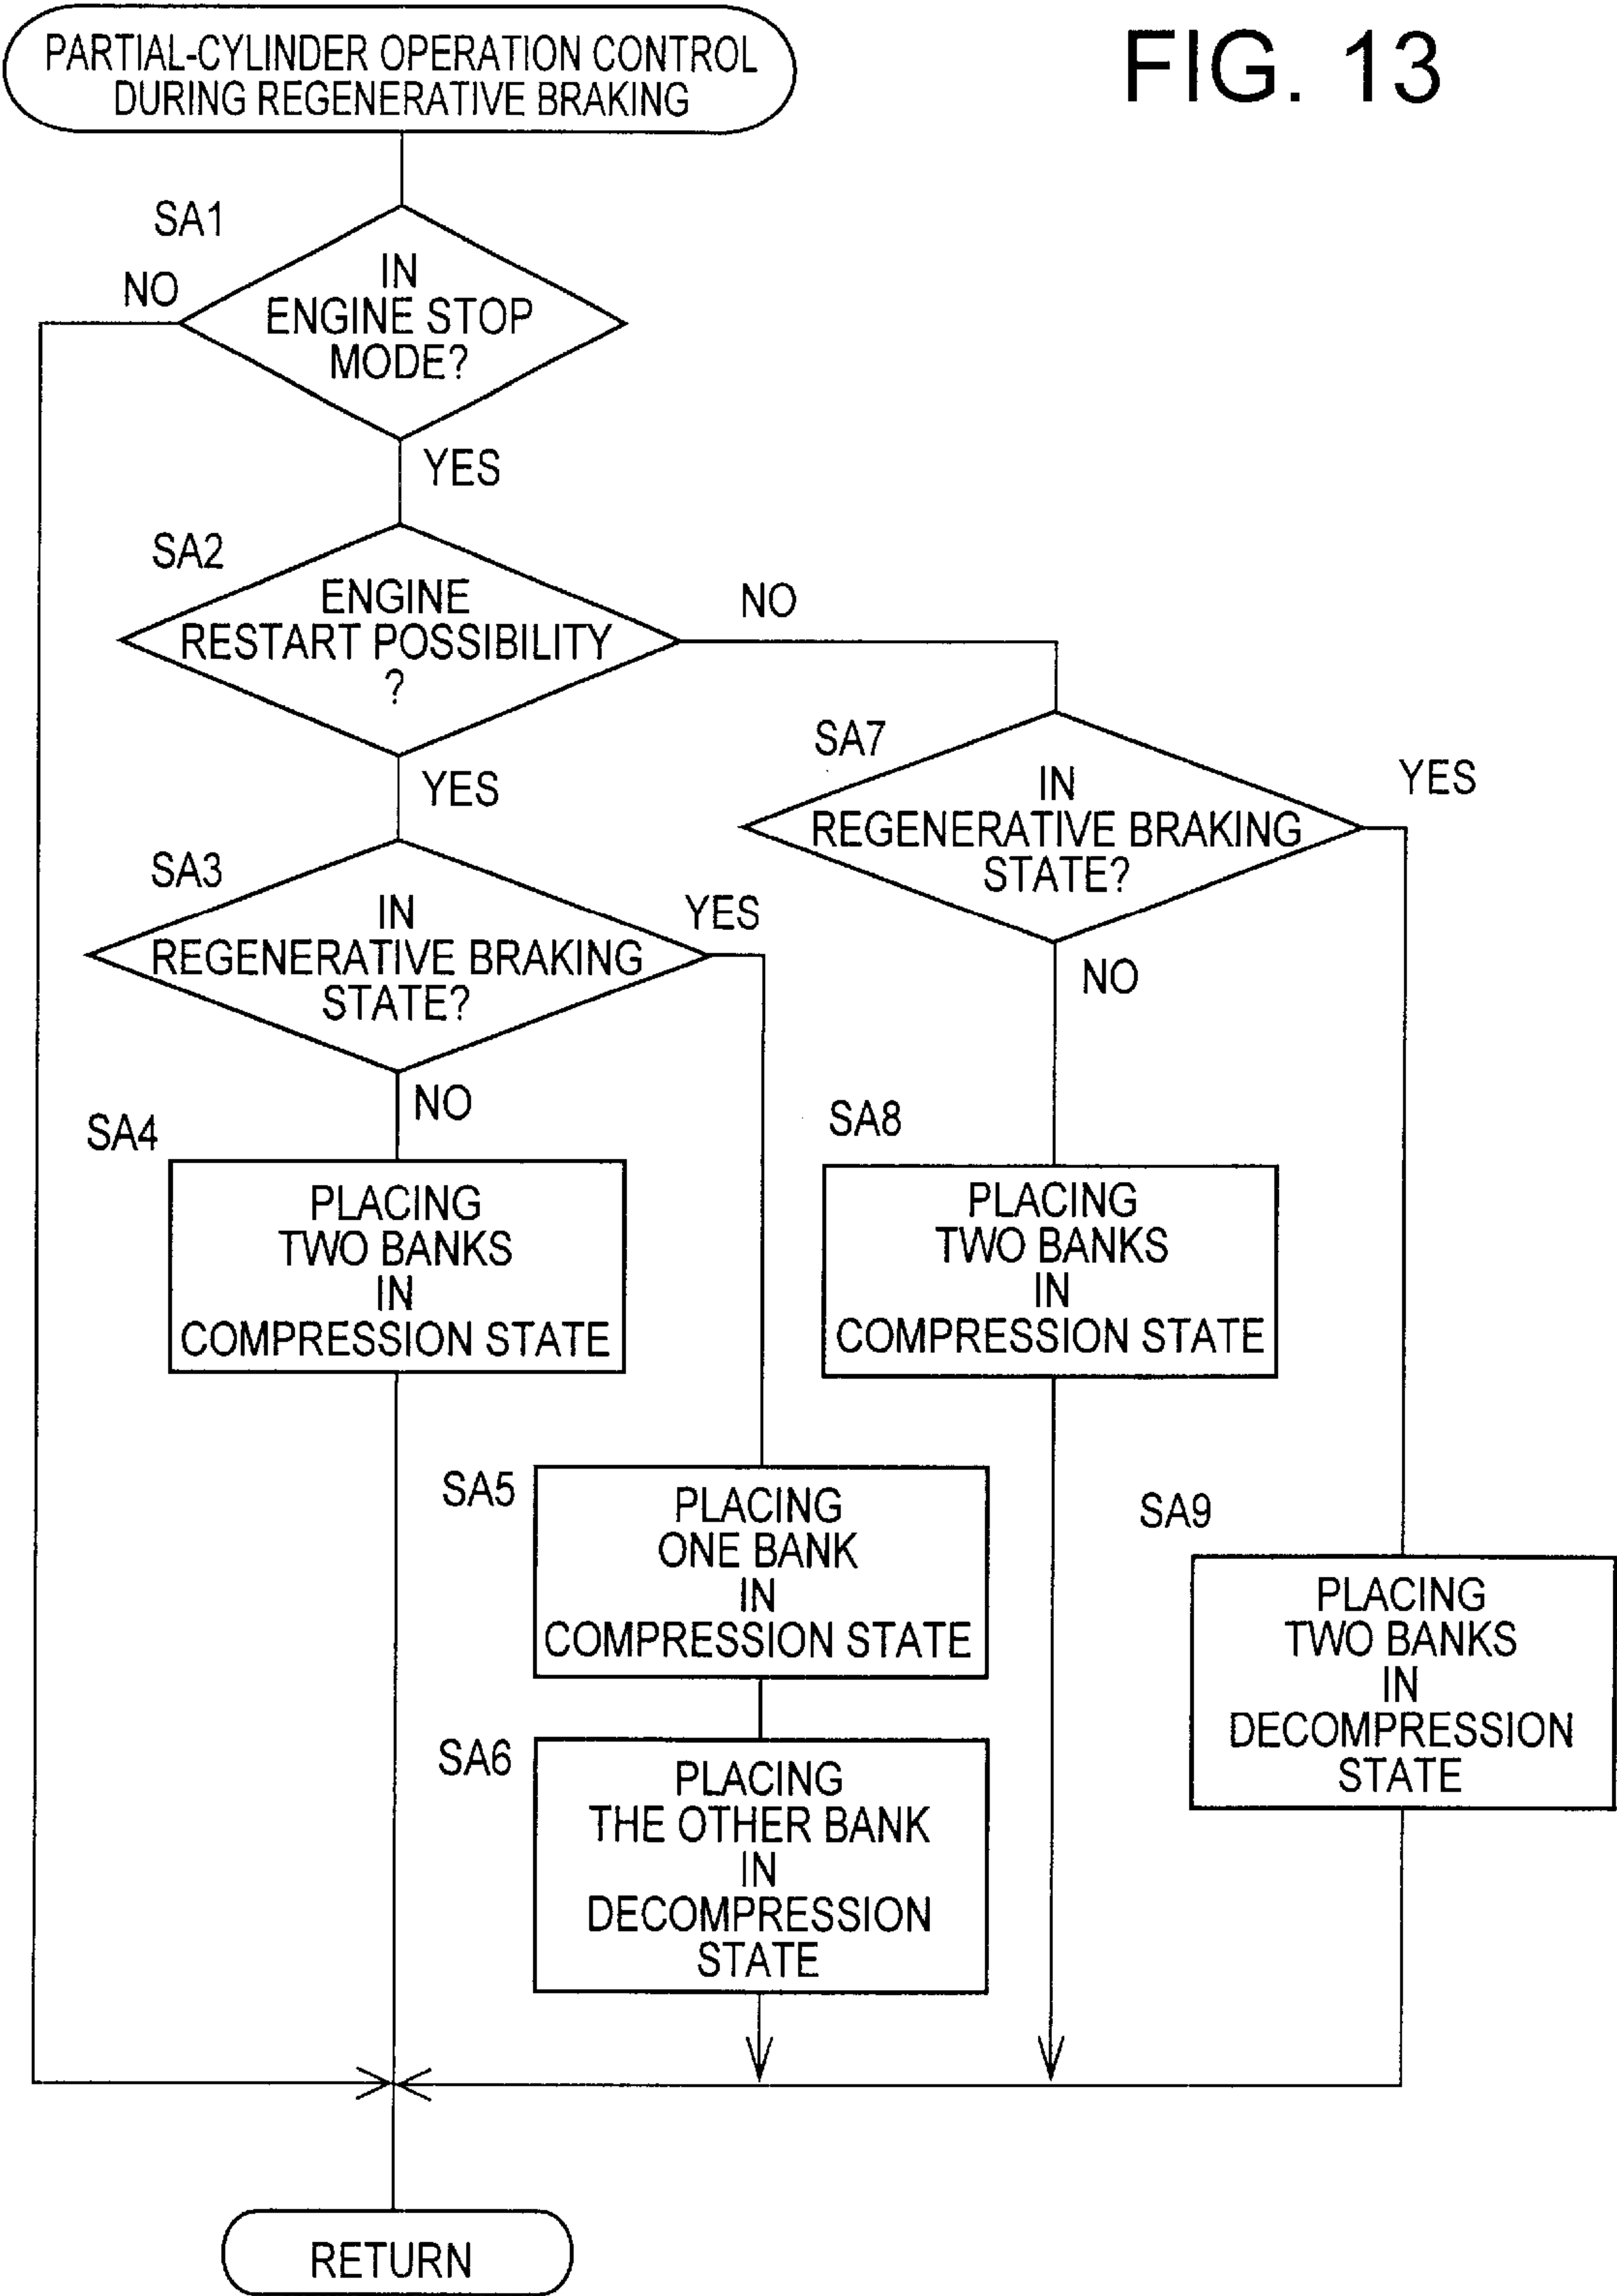 PARTIAL-CYLINDER OPERATION CONTROL
DURING REGENERATIVE BRAKING
FIG. 13
SA1
IN
ENGINE STOP
MODE?
NO
YES
SA2
ENGINE
RESTART POSSIBILITY
?
NO
YES
SA7
IN
REGENERATIVE BRAKING
STATE?
YES
NO
SA3
IN
REGENERATIVE BRAKING
STATE?
YES
NO
SA4
PLACING
TWO BANKS
IN
COMPRESSION STATE
SA8
PLACING
TWO BANKS
IN
COMPRESSION STATE
SA5
PLACING
ONE BANK
IN
COMPRESSION STATE
SA9
PLACING
TWO BANKS
IN
DECOMPRESSION
STATE
SA6
PLACING
THE OTHER BANK
IN
DECOMPRESSION
STATE
RETURN